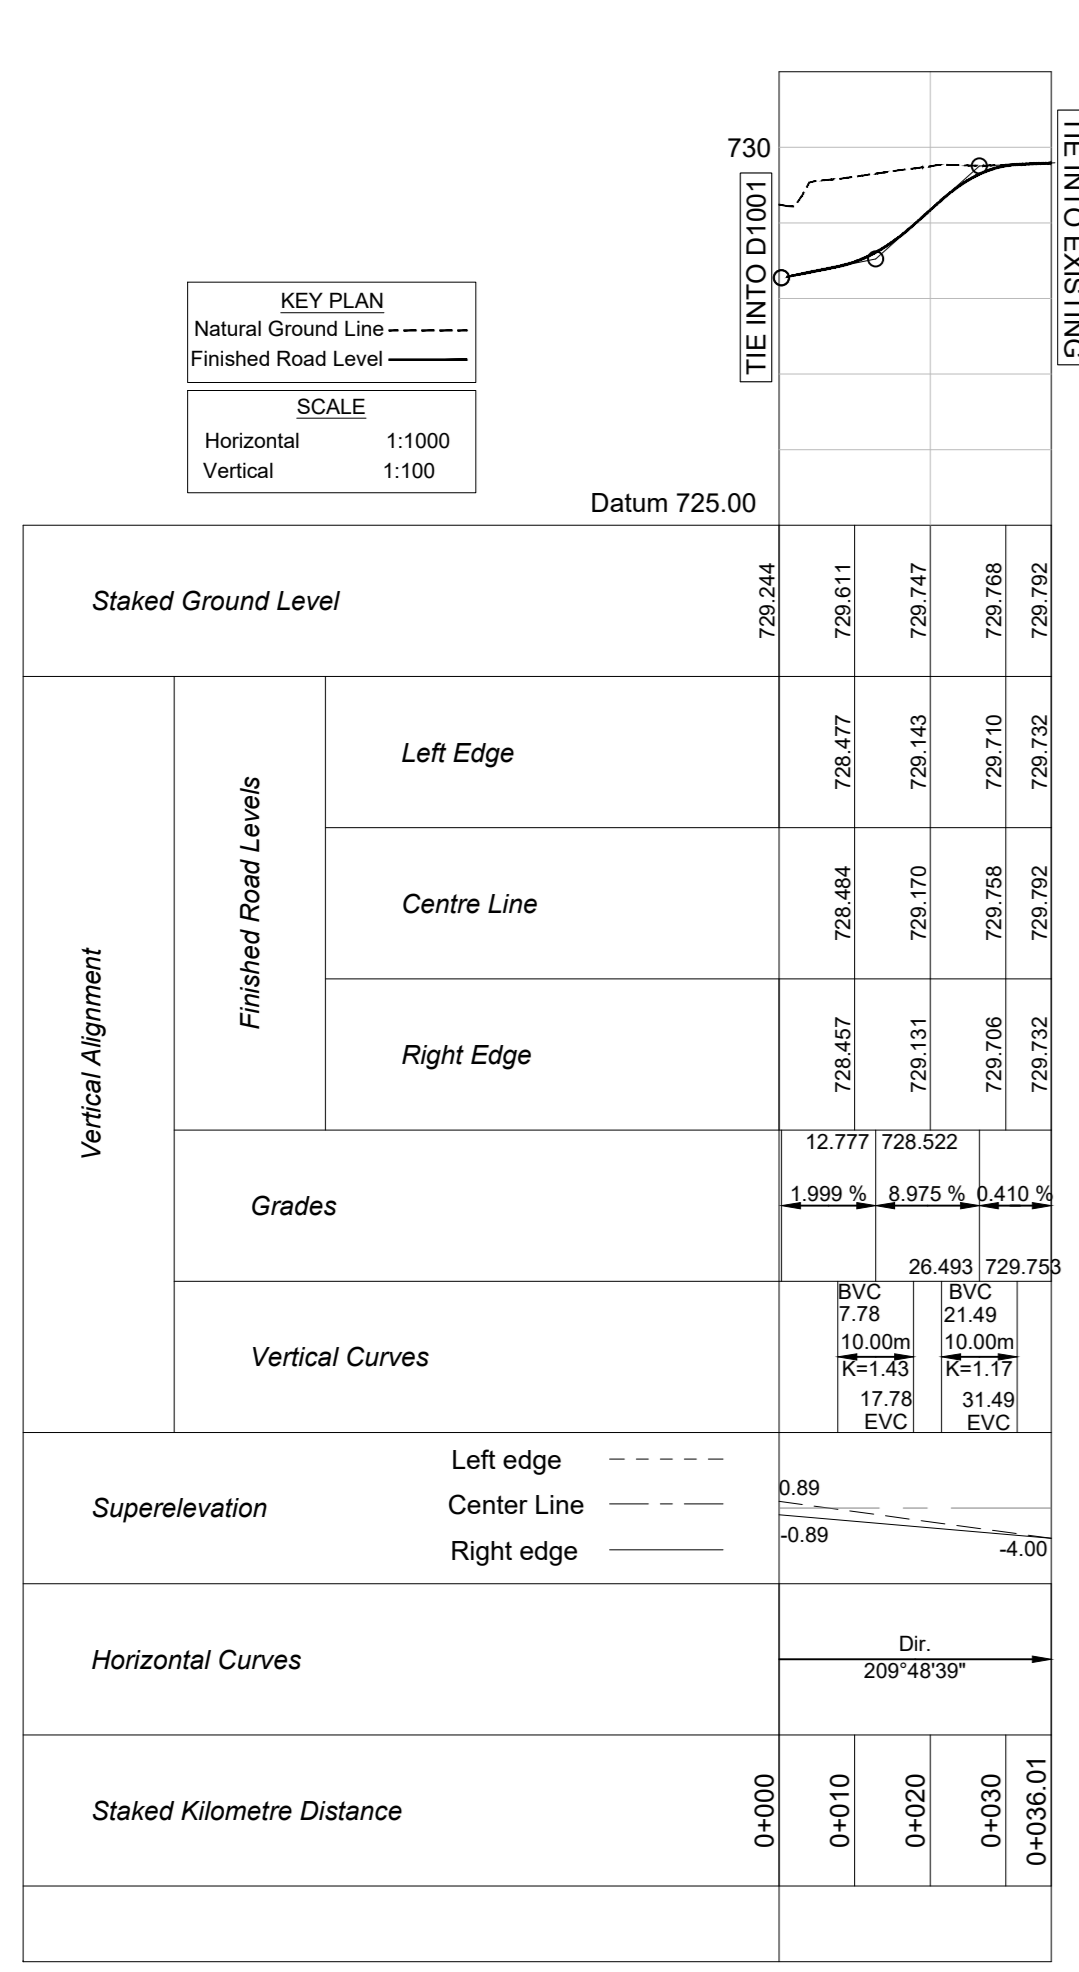 730
TIE INTO D1001
TIE INTO EXISTING
KEY PLAN
Natural Ground Line
Finished Road Level
SCALE
Horizontal 1:1000
Vertical 1:100
Datum 725.00
Staked Ground Level
729.244
729.611
729.747
729.768
729.792
Vertical Alignment
Finished Road Levels
Left Edge
728.477
729.143
729.710
729.732
Centre Line
728.484
729.170
729.758
729.792
Right Edge
728.457
729.131
729.706
729.732
Grades
12.777 728.522
1.999 % 8.975 % 0.410 %
26.493 729.753
Vertical Curves
BVC
7.78
10.00m
K=1.43
17.78
EVC
BVC
21.49
10.00m
K=1.17
31.49
EVC
Superelevation
Left edge
Center Line
Right edge
0.89
-0.89
-4.00
Horizontal Curves
Dir.
209°48'39"
Staked Kilometre Distance
0+000
0+010
0+020
0+030
0+036.01